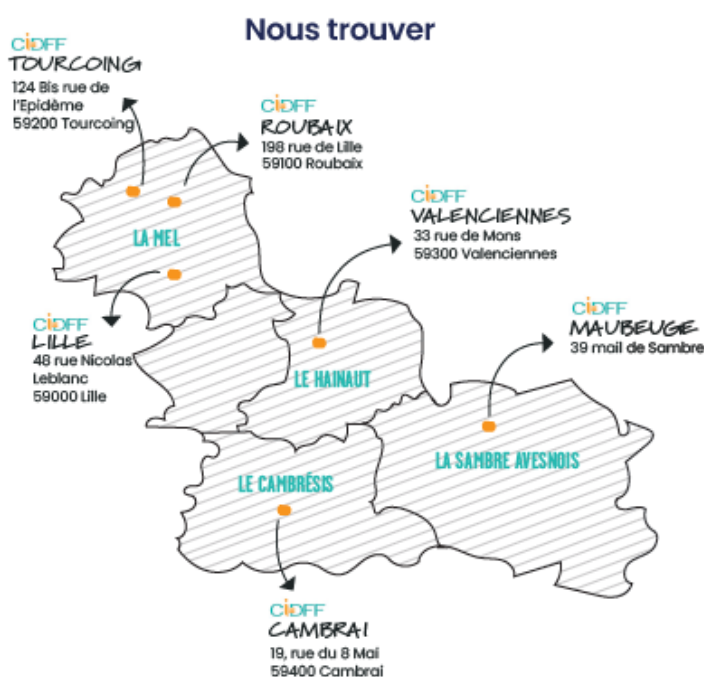 Nous trouver
CiDFF
TOURCOING
124 Bis rue de
l'Epidème
59200 Tourcoing
CiDFF
ROUBAIX
198 rue de Lille
59100 Roubaix
CiDFF
VALENCIENNES
33 rue de Mons
59300 Valenciennes
LA MEL
CiDFF
LILLE
48 rue Nicolas
Leblanc
59000 Lille
CiDFF
MAUBEUGE
39 mail de Sambre
LE HAINAUT
LA SAMBRE AVESNOIS
LE CAMBRÉSIS
CiDFF
CAMBRAI
19, rue du 8 Mai
59400 Cambrai